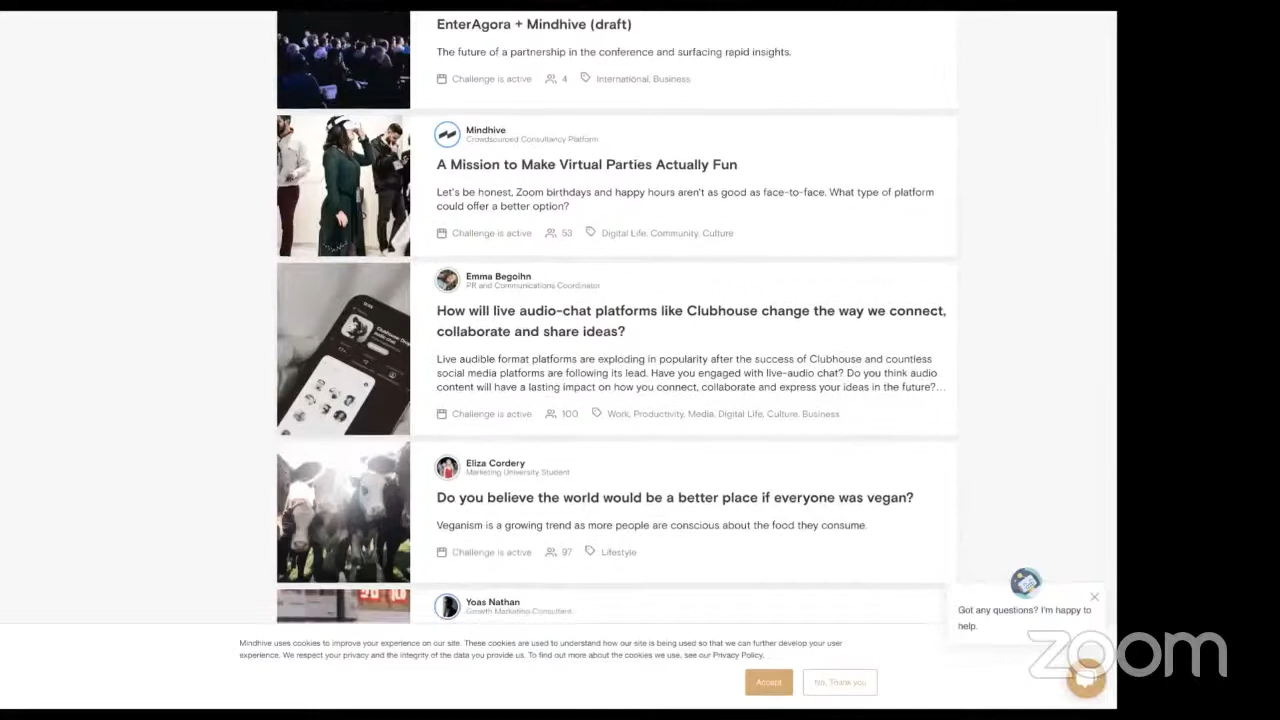 EnterAgora + Mindhive (draft)
The future of a partnership in the conference and surfacing rapid insights.
Challenge is active 4 International, Business
Mindhive
Crowdsourced Consultancy Platform
A Mission to Make Virtual Parties Actually Fun
Let's be honest, Zoom birthdays and happy hours aren't as good as face-to-face. What type of platform
could offer a better option?
Challenge is active 53 Digital Life, Community, Culture
Emma Begoihn
PR and Communications Coordinator
How will live audio-chat platforms like Clubhouse change the way we connect,
collaborate and share ideas?
Live audible format platforms are exploding in popularity after the success of Clubhouse and countless
social media platforms are following its lead. Have you engaged with live-audio chat? Do you think audio
content will have a lasting impact on how you connect, collaborate and express your ideas in the future?...
Challenge is active 100 Work, Productivity, Media, Digital Life, Culture, Business
Eliza Cordery
Marketing University Student
Do you believe the world would be a better place if everyone was vegan?
Veganism is a growing trend as more people are conscious about the food they consume.
Challenge is active 97 Lifestyle
Yoas Nathan
Growth Marketing Consultant
Got any questions? I'm happy to
help.
Mindhive uses cookies to improve your experience on our site. These cookies are used to understand how our site is being used so that we can further develop your user
experience. We respect your privacy and the integrity of the data you provide us. To find out more about the cookies we use, see our Privacy Policy.
Accept No, Thank you
zoom